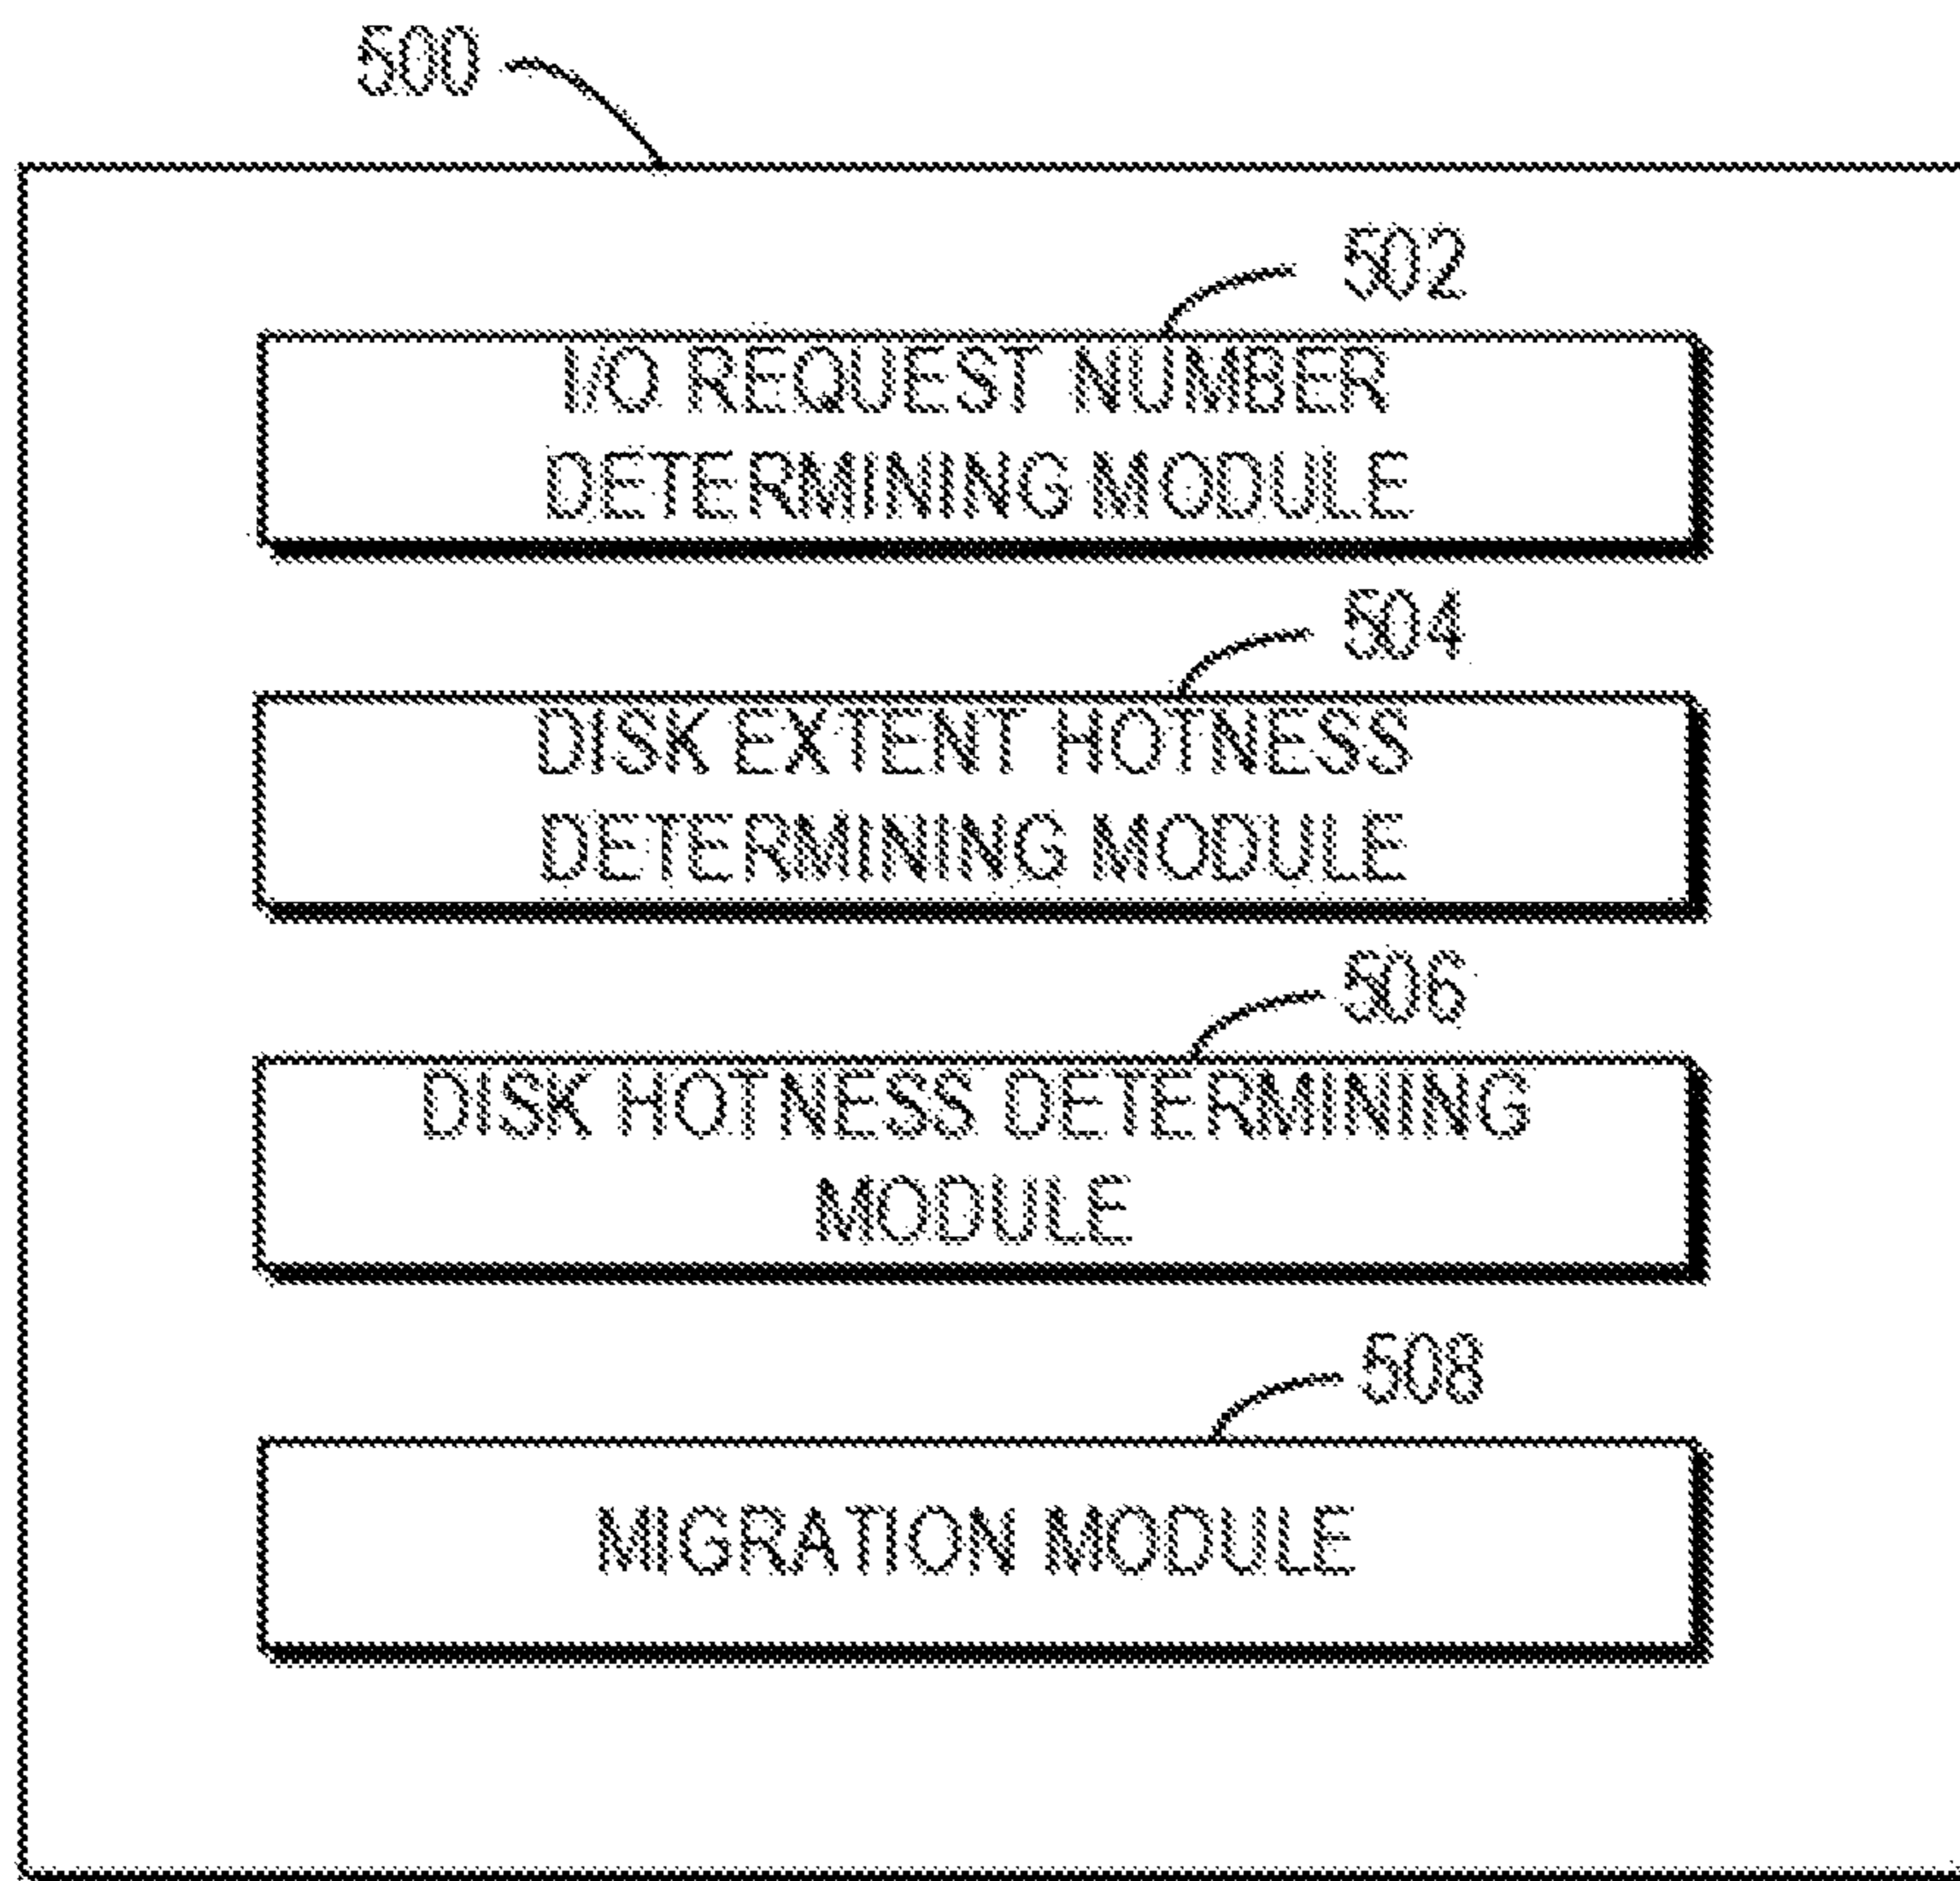 500
502
I/O REQUEST NUMBER
DETERMINING MODULE
504
DISK EXTENT HOTNESS
DETERMINING MODULE
506
DISK HOTNESS DETERMINING
MODULE
508
MIGRATION MODULE